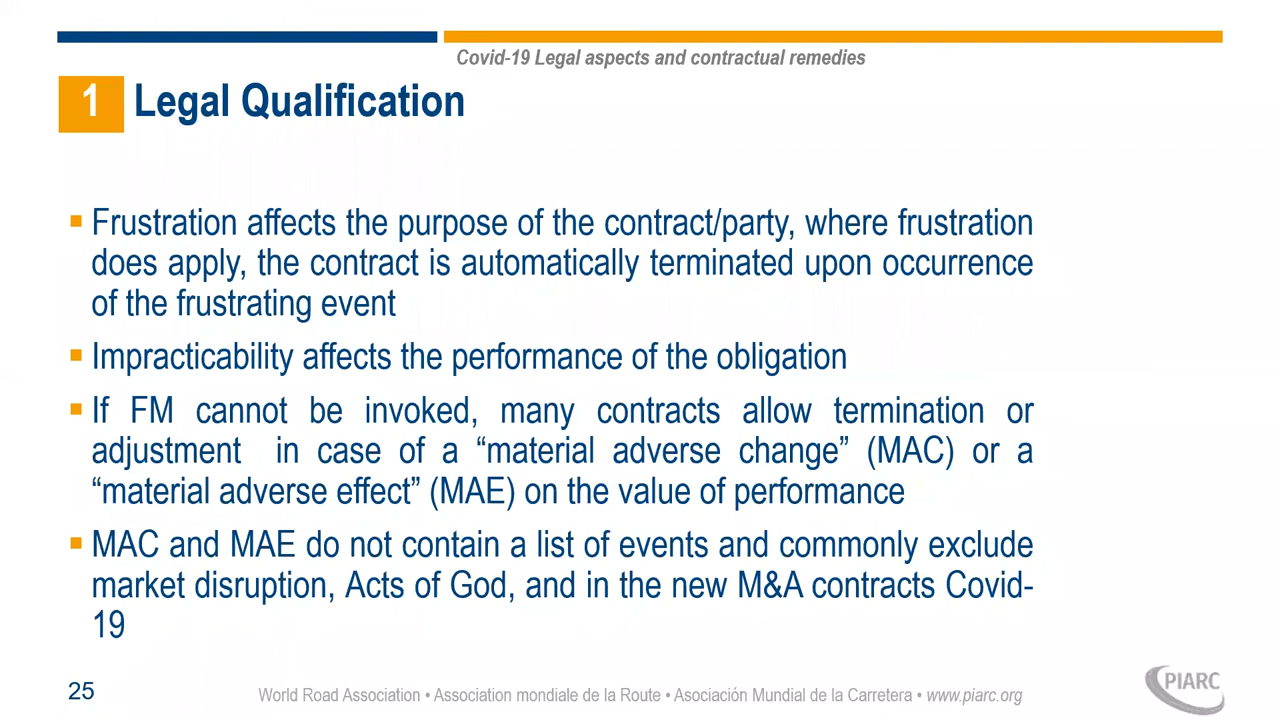 Covid-19 Legal aspects and contractual remedies
1 Legal Qualification
Frustration affects the purpose of the contract/party, where frustration
does apply, the contract is automatically terminated upon occurrence
of the frustrating event
Impracticability affects the performance of the obligation
If FM cannot be invoked, many contracts allow termination or
adjustment in case of a “material adverse change” (MAC) or a
“material adverse effect” (MAE) on the value of performance
MAC and MAE do not contain a list of events and commonly exclude
market disruption, Acts of God, and in the new M&A contracts Covid-
19
25
World Road Association • Association mondiale de la Route • Asociación Mundial de la Carretera • www.piarc.org
PIARC